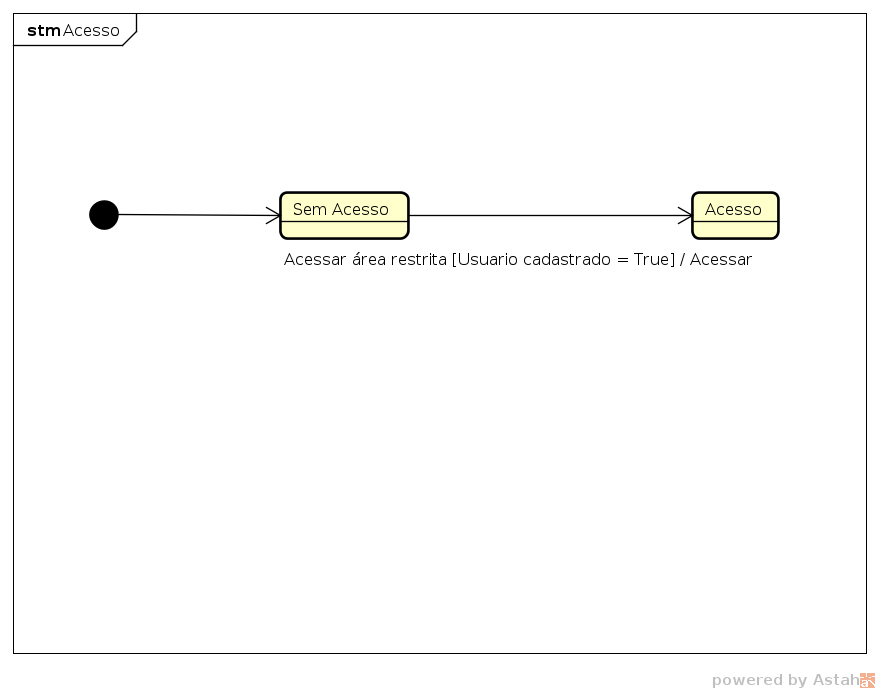 stm Acesso
Sem Acesso
Acesso
Acessar área restrita [Usuario cadastrado = True] / Acessar
powered by Astah